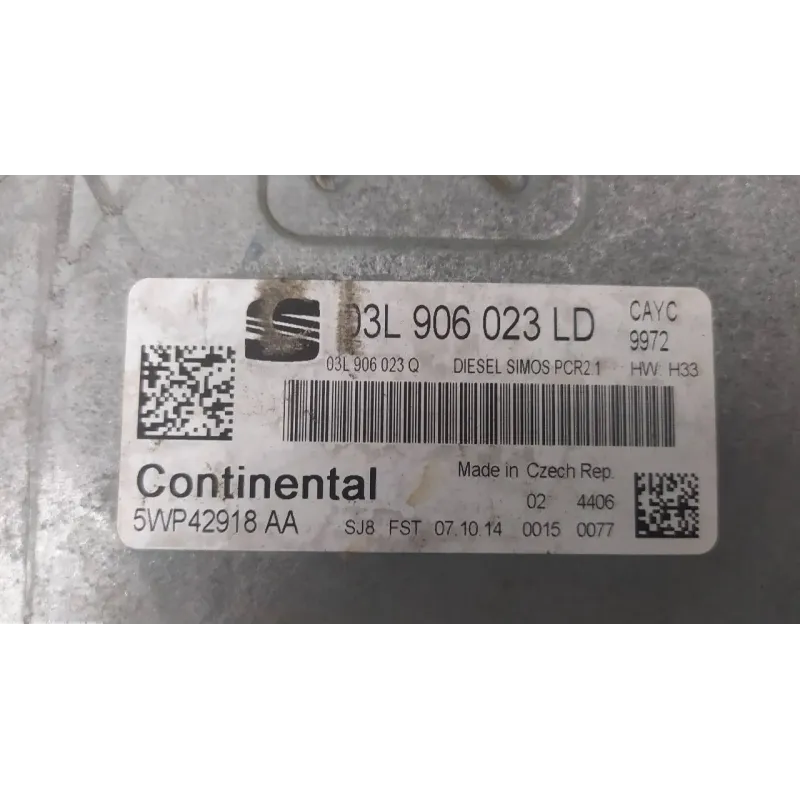 03L 906 023 LD CAYC
9972
03L 906 023 Q DIESEL SIMOS PCR2 1 HW: H33
Continental Made in Czech Rep.
02 4406
5WP42918 AA SJ8 FST 07.10.14 0015 0077